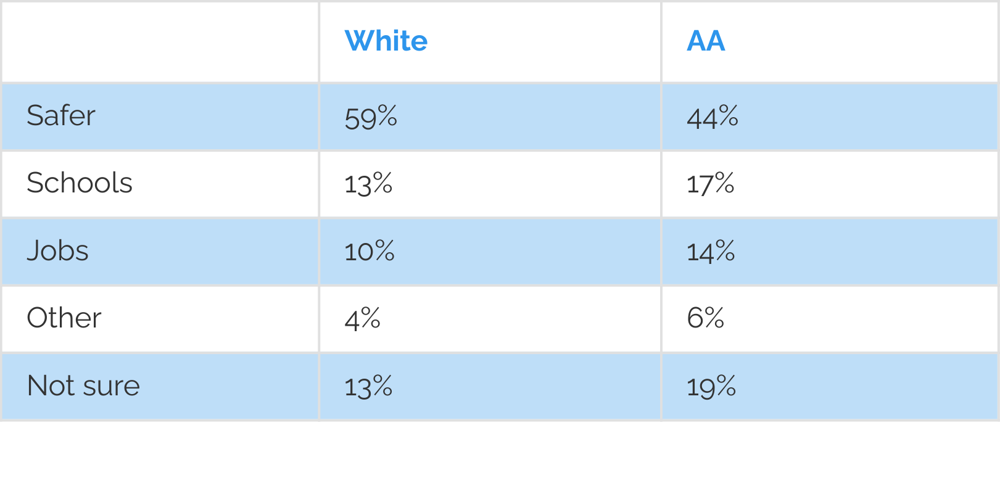 White AA
Safer 59% 44%
Schools 13% 17%
Jobs 10% 14%
Other 4% 6%
Not sure 13% 19%